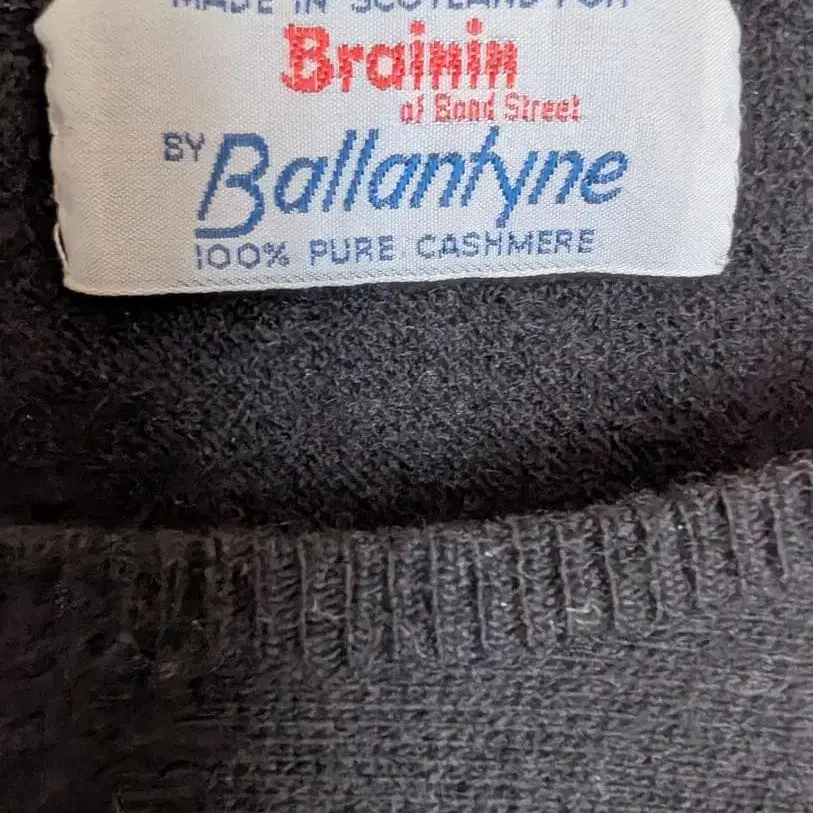 MADE IN SCOTLAND FOR
Brainin
of Bond Street
BY Ballantyne
100% PURE CASHMERE